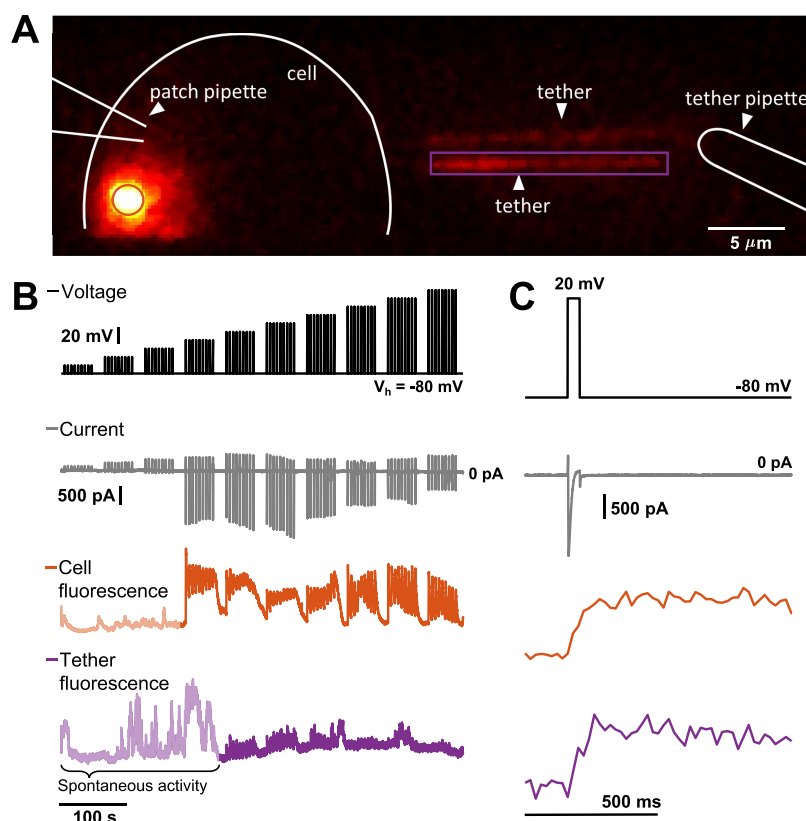 A
cell
patch pipette
tether
tether pipette
tether
5 μm
B
Voltage
20 mV
Vh = -80 mV
Current
0 pA
500 pA
Cell
fluorescence
Tether
fluorescence
Spontaneous activity
100 s
C
20 mV
-80 mV
0 pA
500 pA
500 ms